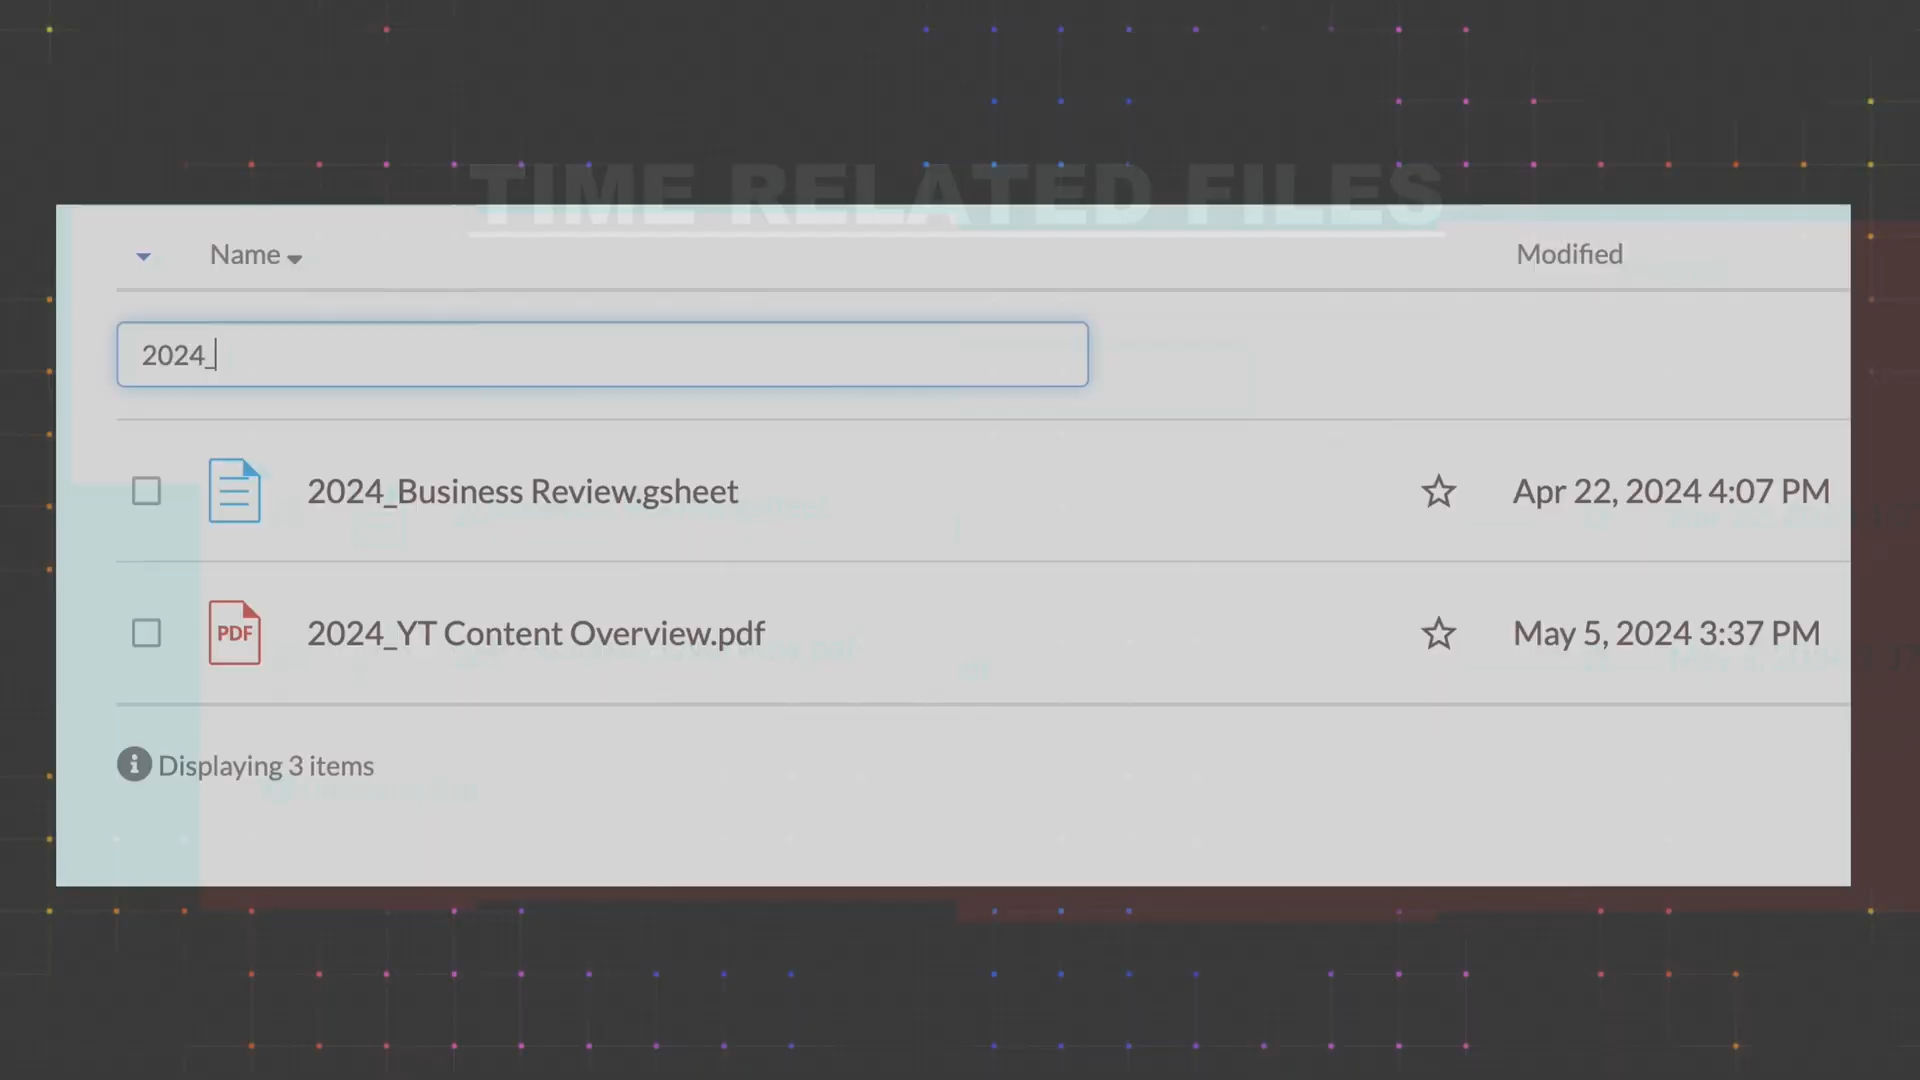 TIME RELATED FILES
Name
Modified
2024_
2024_Business Review.gsheet
Apr 22, 2024 4:07 PM
PDF
2024_YT Content Overview.pdf
May 5, 2024 3:37 PM
Displaying 3 items